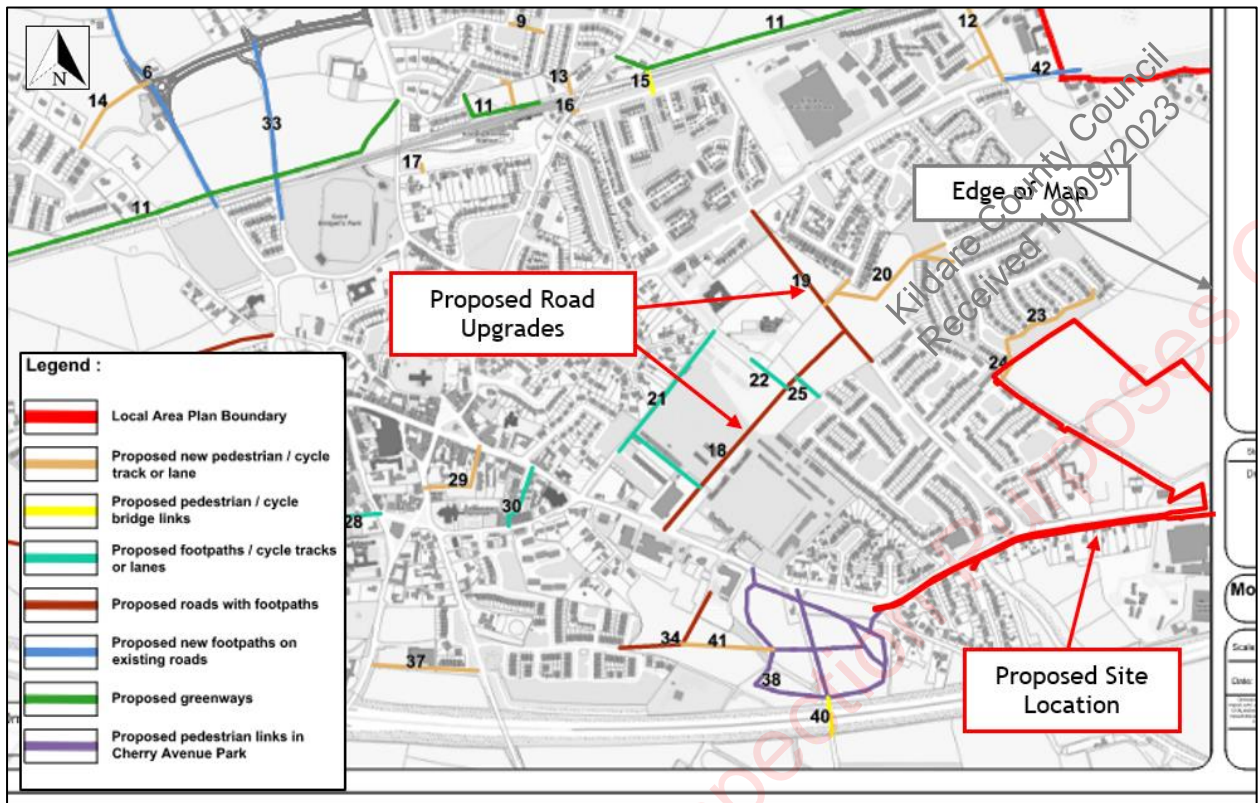 N
9
11
12
6
13
15
42
14
11
16
33
17
11
Kildare County Council
Received 19/09/2023
Edge of Map
Proposed Road
Upgrades
19
20
23
24
22
25
21
18
29
30
28
34
41
37
38
40
Legend :
Local Area Plan Boundary
Proposed new pedestrian / cycle
track or lane
Proposed pedestrian / cycle
bridge links
Proposed footpaths / cycle tracks
or lanes
Proposed roads with footpaths
Proposed new footpaths on
existing roads
Proposed greenways
Proposed pedestrian links in
Cherry Avenue Park
Proposed Site
Location
Mo
Scale
Date: